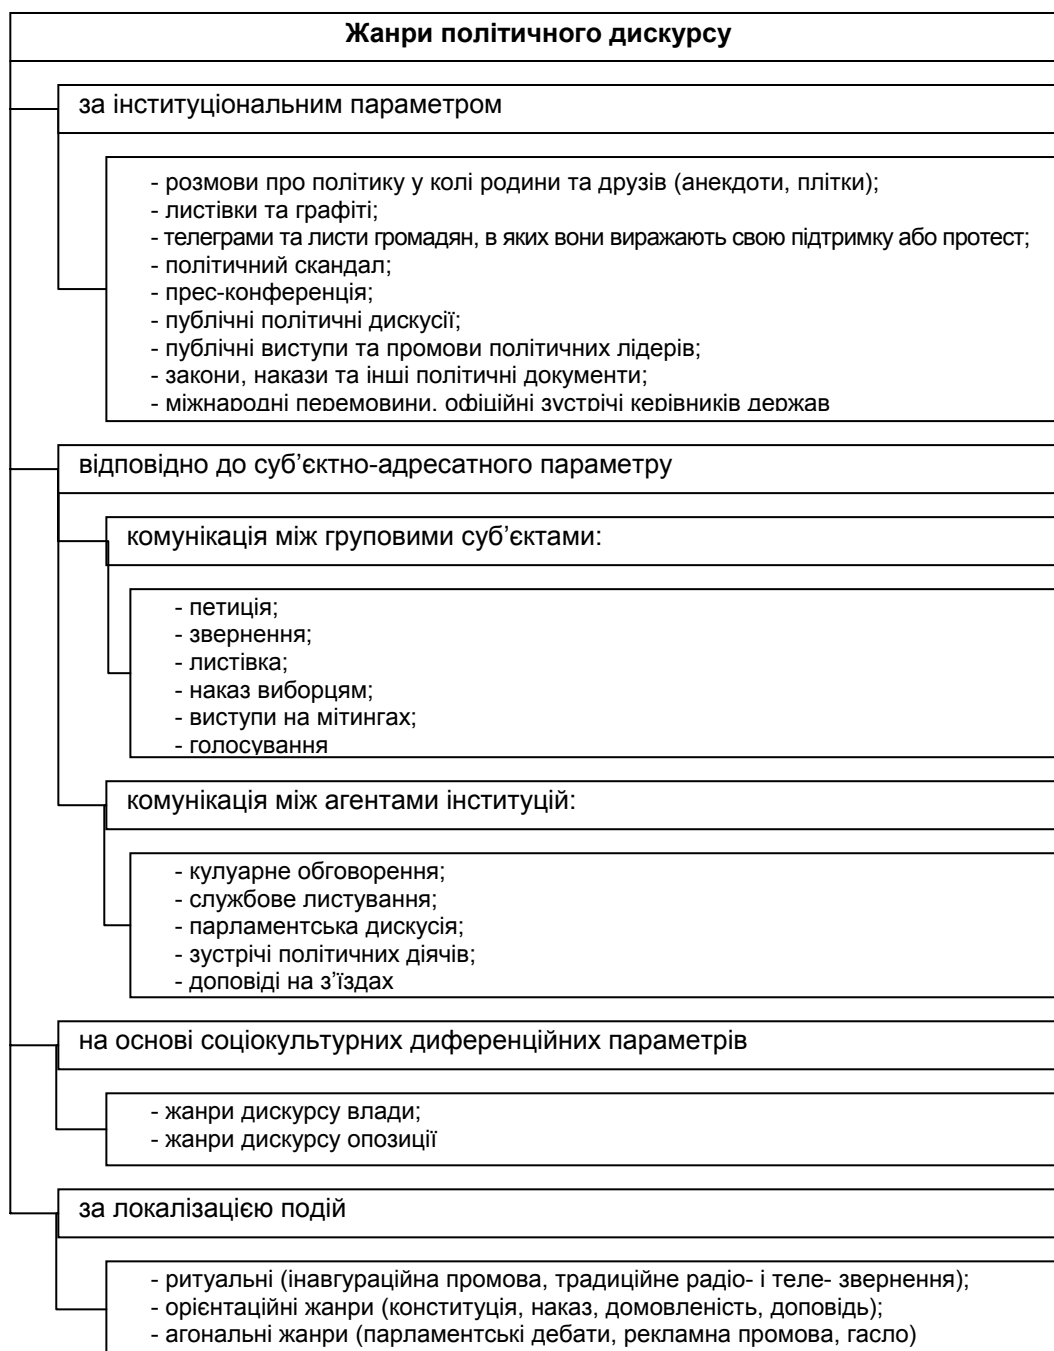 Жанри політичного дискурсу
за інституціональним параметром
- розмови про політику у колі родини та друзів (анекдоти, плітки);
- листівки та графіті;
- телеграми та листи громадян, в яких вони виражають свою підтримку або протест;
- політичний скандал;
- прес-конференція;
- публічні політичні дискусії;
- публічні виступи та промови політичних лідерів;
- закони, накази та інші політичні документи;
- міжнародні перемовини, офіційні зустрічі керівників держав
відповідно до суб’єктно-адресатного параметру
комунікація між груповими суб’єктами:
- петиція;
- звернення;
- листівка;
- наказ виборцям;
- виступи на мітингах;
- голосування
комунікація між агентами інституцій:
- кулуарне обговорення;
- службове листування;
- парламентська дискусія;
- зустрічі політичних діячів;
- доповіді на з’їздах
на основі соціокультурних диференційних параметрів
- жанри дискурсу влади;
- жанри дискурсу опозиції
за локалізацією подій
- ритуальні (інавгураційна промова, традиційне радіо- і теле- звернення);
- орієнтаційні жанри (конституція, наказ, домовленість, доповідь);
- агональні жанри (парламентські дебати, рекламна промова, гасло)